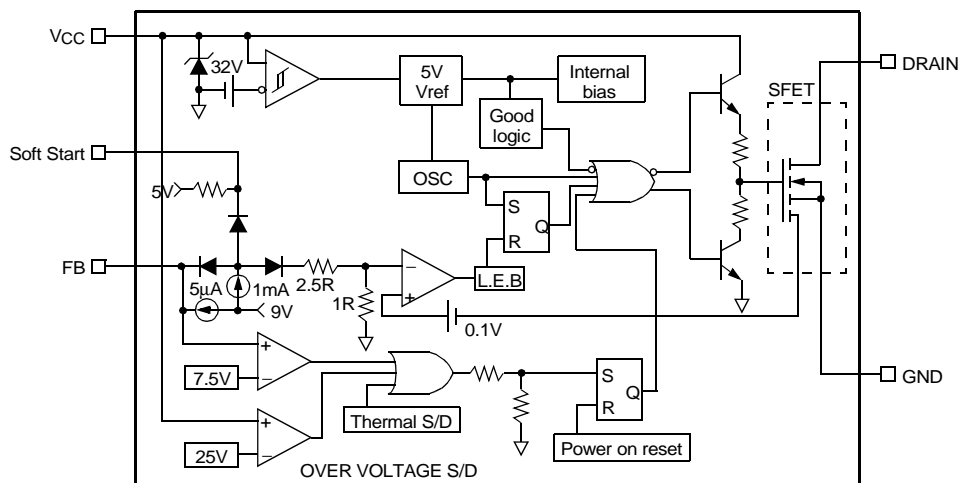 VCC
32V
5V
Vref
Internal
bias
DRAIN
SFET
Good
logic
Soft Start
OSC
5V
S
Q
R
FB
5µA
1mA
9V
2.5R
1R
−
+
L.E.B
0.1V
+
−
7.5V
S
Q
R
GND
Thermal S/D
+
−
25V
Power on reset
OVER VOLTAGE S/D